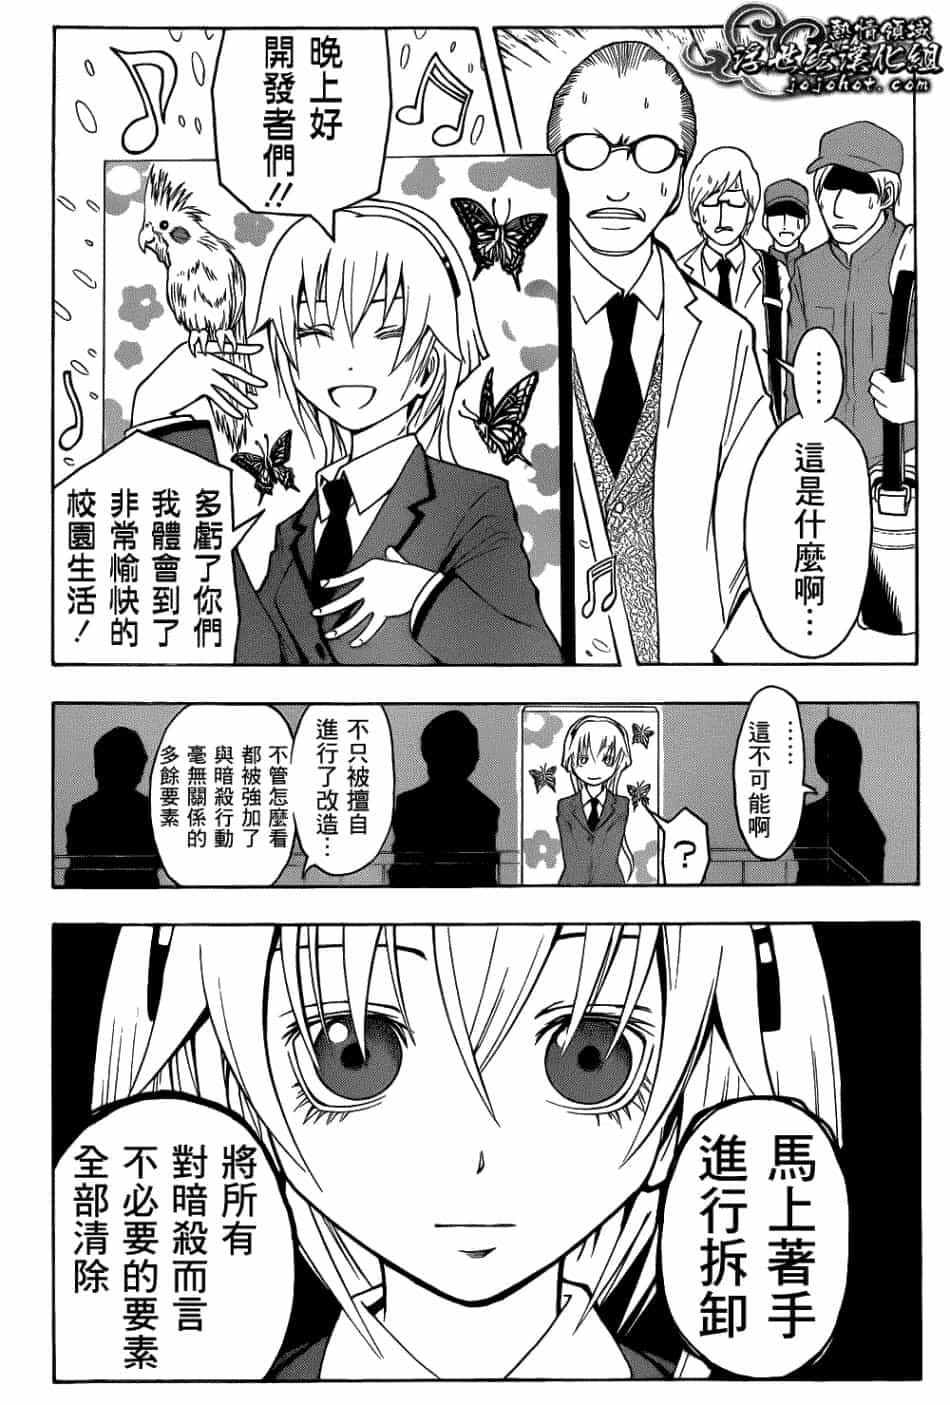 熱情領域
浮世绘漢化組
jojohot.com
……
這是什麼啊…
晚上好
開發者們!!
多虧了你們
我體會到了
非常愉快的
校園生活!
……
這不可能啊
?
不只被擅自
進行了改造…
不管怎麼看
都被強加了
與暗殺行動
毫無關係的
多餘要素
馬上著手
進行拆卸
將所有
對暗殺而言
不必要的要素
全部清除